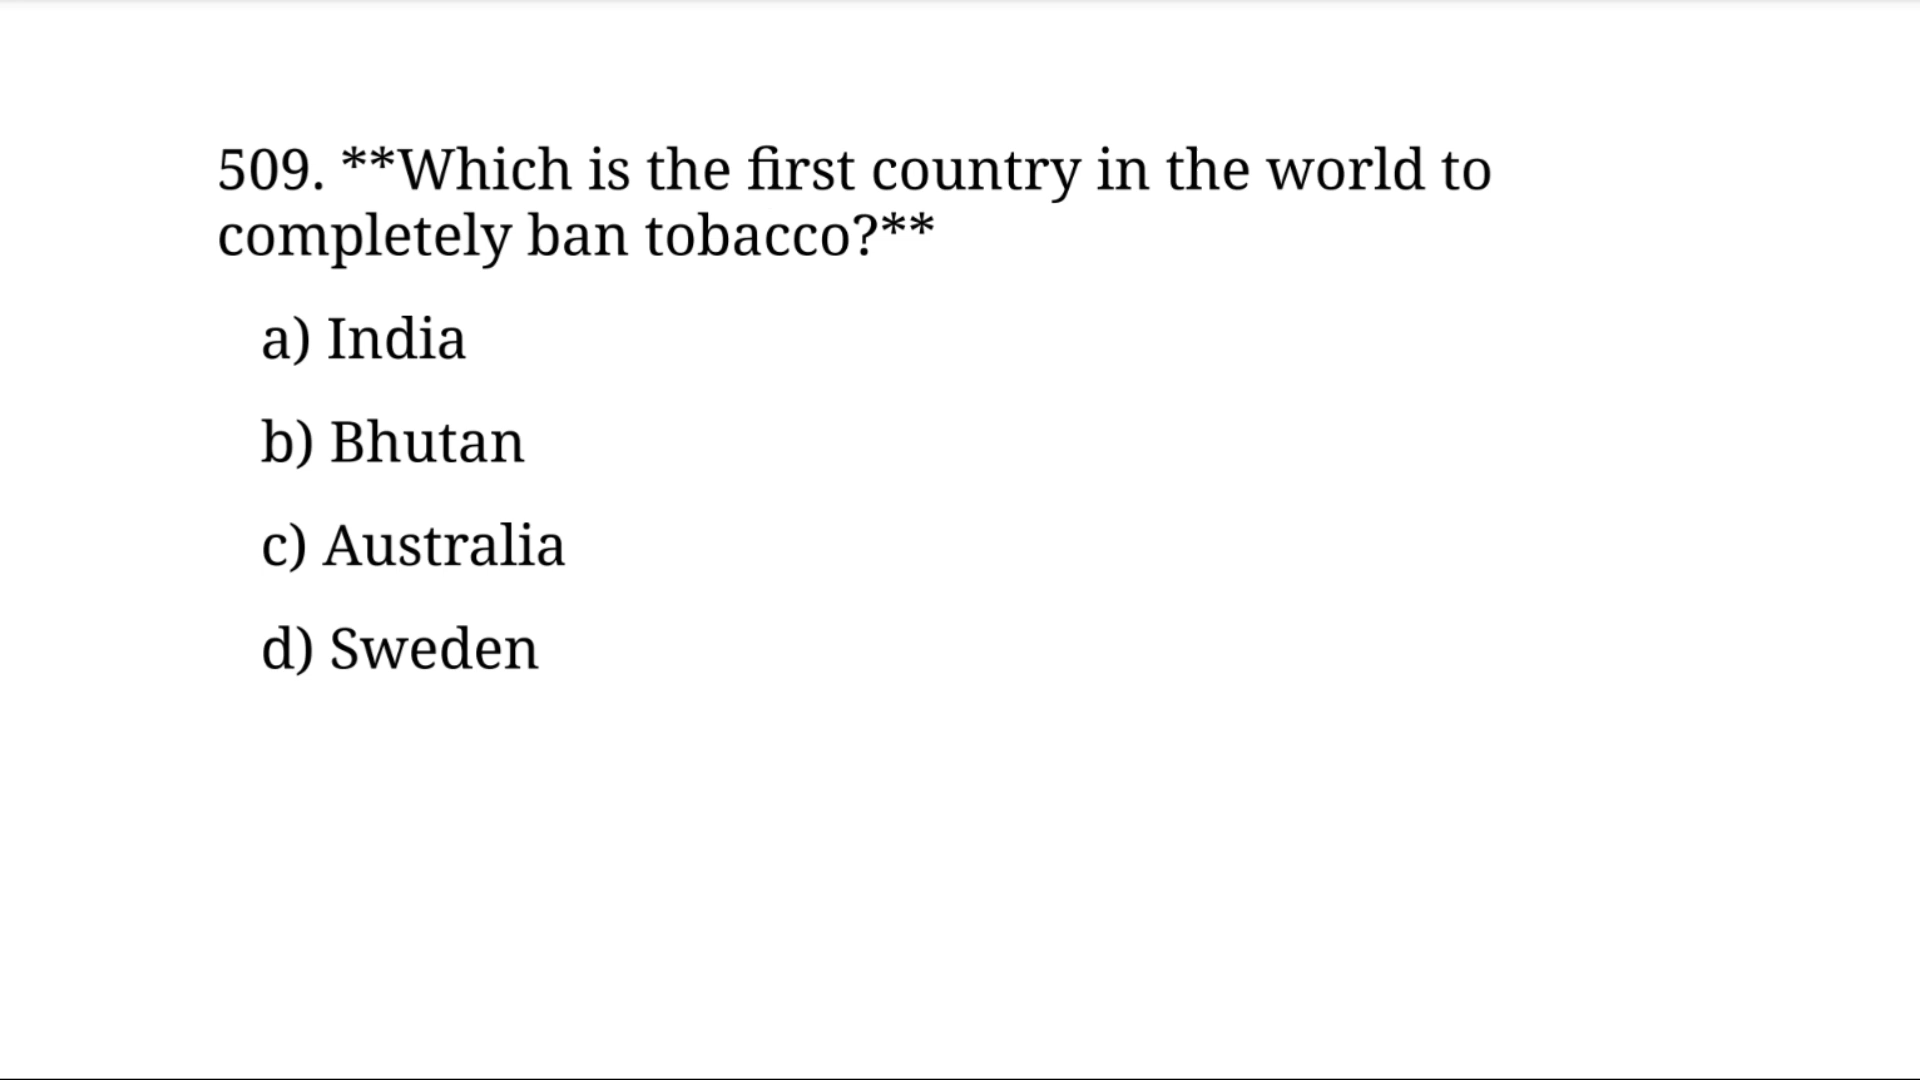 509. **Which is the first country in the world to
completely ban tobacco?**
a) India
b) Bhutan
c) Australia
d) Sweden